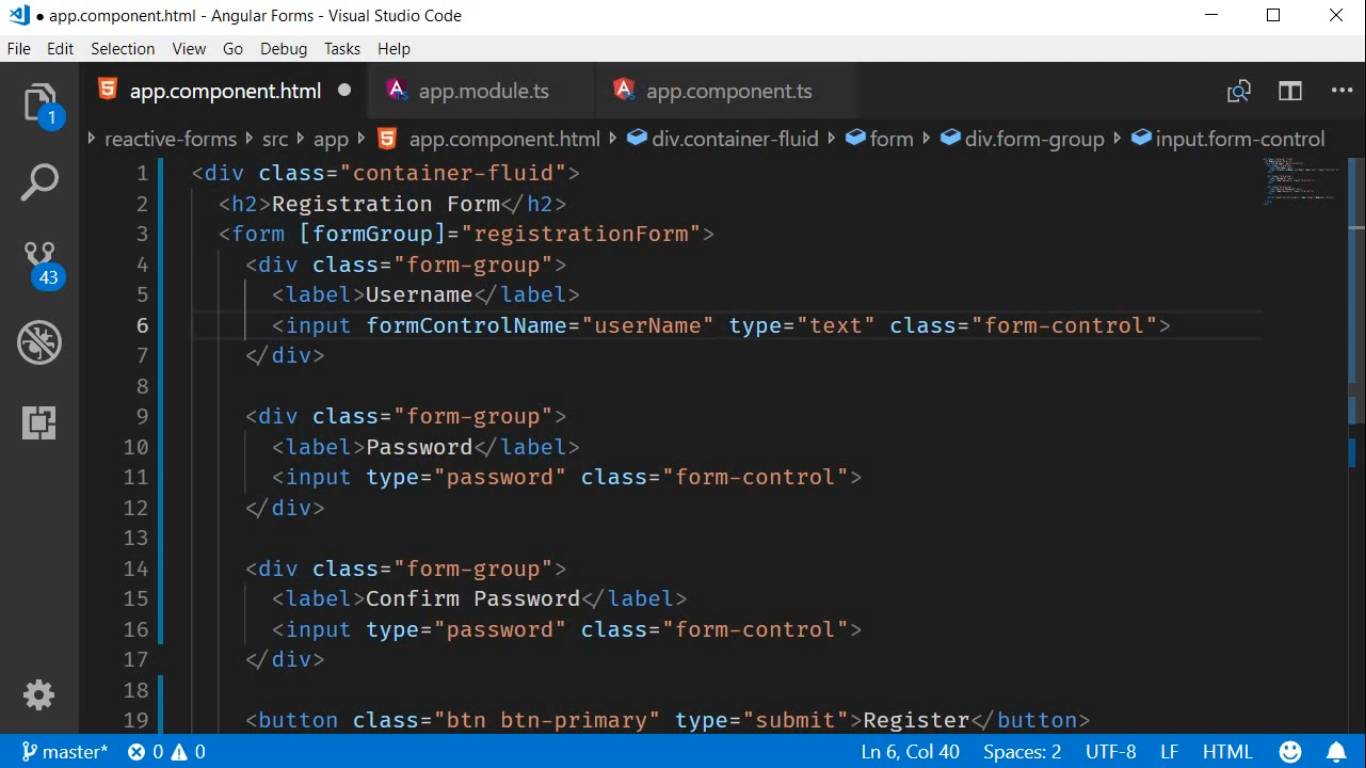 app.component.html - Angular Forms - Visual Studio Code
File Edit Selection View Go Debug Tasks Help
app.component.html app.module.ts app.component.ts
1
reactive-forms src app app.component.html div.container-fluid form div.form-group input.form-control
1 <div class="container-fluid">
2 <h2>Registration Form</h2>
3 <form [formGroup]="registrationForm">
4 <div class="form-group">
43
5 <label>Username</label>
6 <input formControlName="userName" type="text" class="form-control">
7 </div>
8
9 <div class="form-group">
10 <label>Password</label>
11 <input type="password" class="form-control">
12 </div>
13
14 <div class="form-group">
15 <label>Confirm Password</label>
16 <input type="password" class="form-control">
17 </div>
18
19 <button class="btn btn-primary" type="submit">Register</button>
master* 0 0 Ln 6, Col 40 Spaces: 2 UTF-8 LF HTML